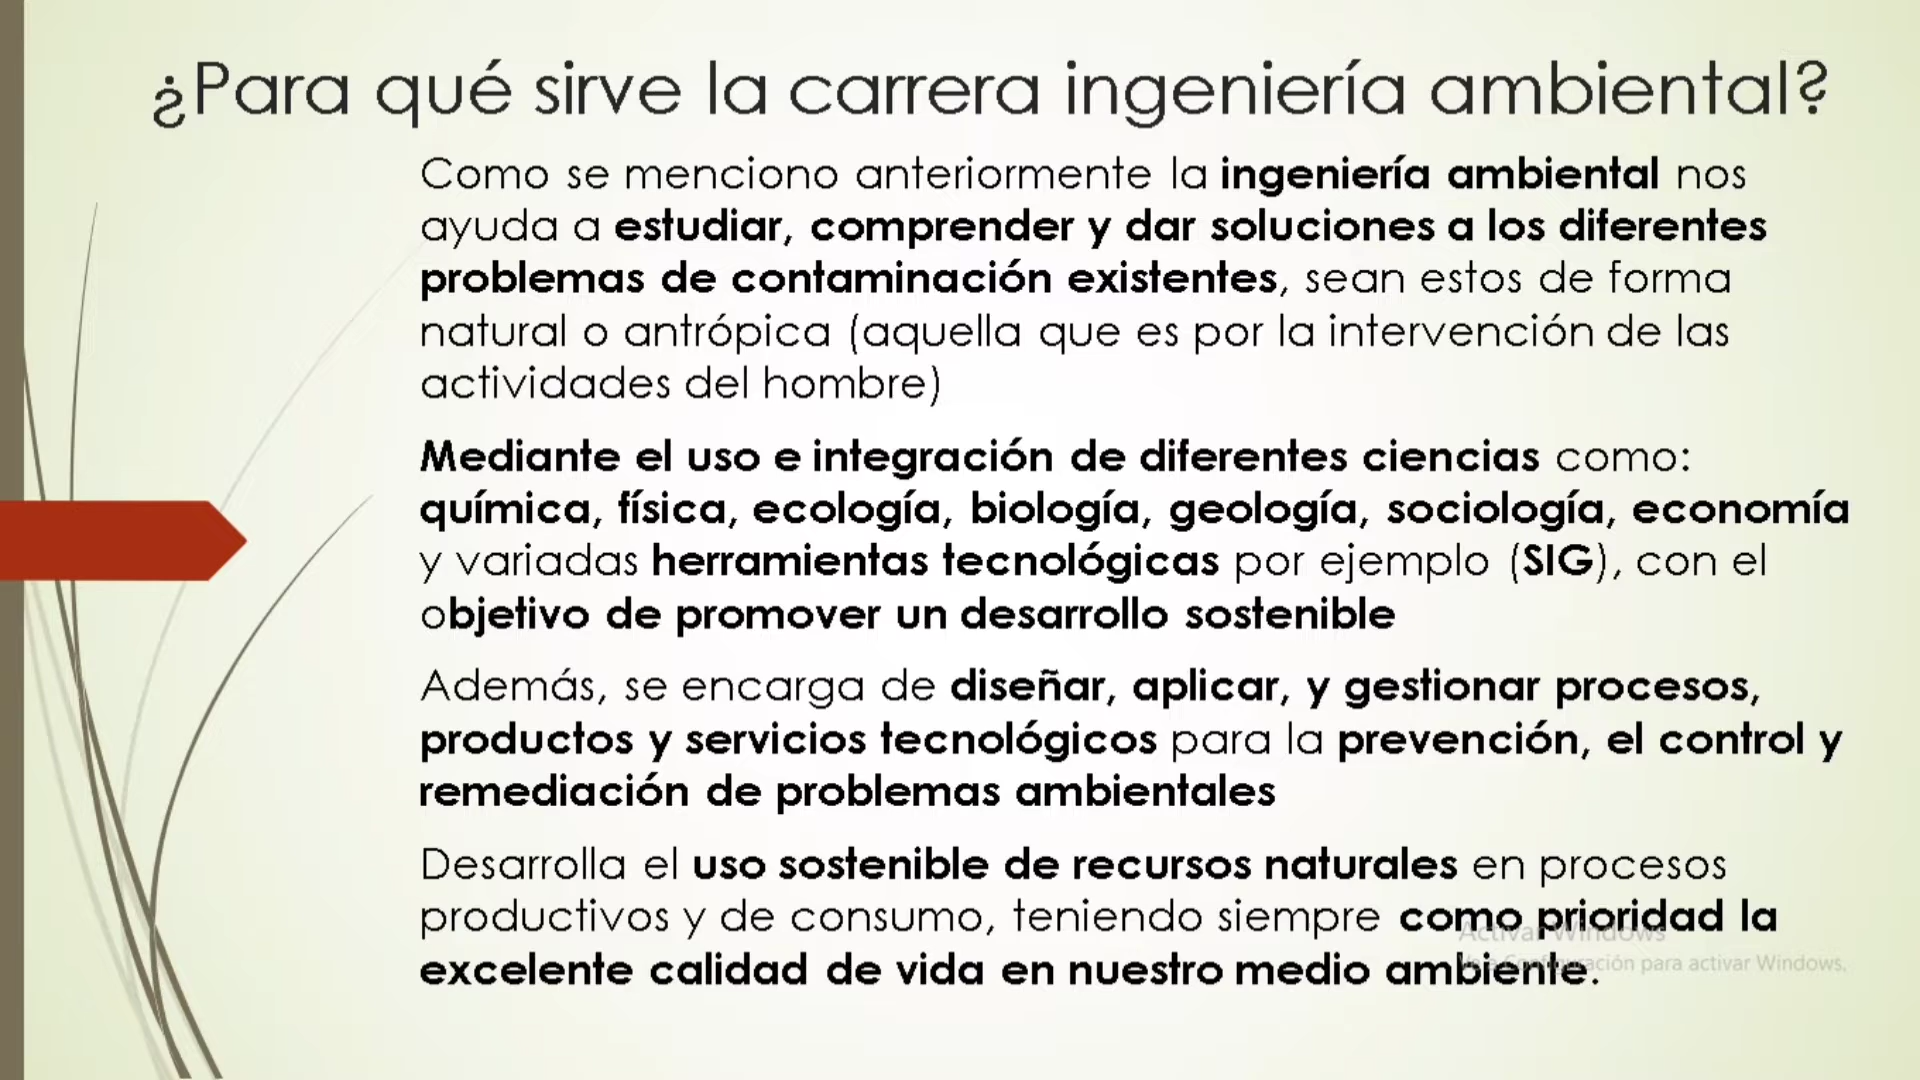 ¿Para qué sirve la carrera ingeniería ambiental?
Como se menciono anteriormente la ingeniería ambiental nos
ayuda a estudiar, comprender y dar soluciones a los diferentes
problemas de contaminación existentes, sean estos de forma
natural o antrópica (aquella que es por la intervención de las
actividades del hombre)
Mediante el uso e integración de diferentes ciencias como:
química, física, ecología, biología, geología, sociología, economía
y variadas herramientas tecnológicas por ejemplo (SIG), con el
objetivo de promover un desarrollo sostenible
Además, se encarga de diseñar, aplicar, y gestionar procesos,
productos y servicios tecnológicos para la prevención, el control y
remediación de problemas ambientales
Desarrolla el uso sostenible de recursos naturales en procesos
productivos y de consumo, teniendo siempre como prioridad la
excelente calidad de vida en nuestro medio ambiente.
Activar Windows
Ve a Configuración para activar Windows.